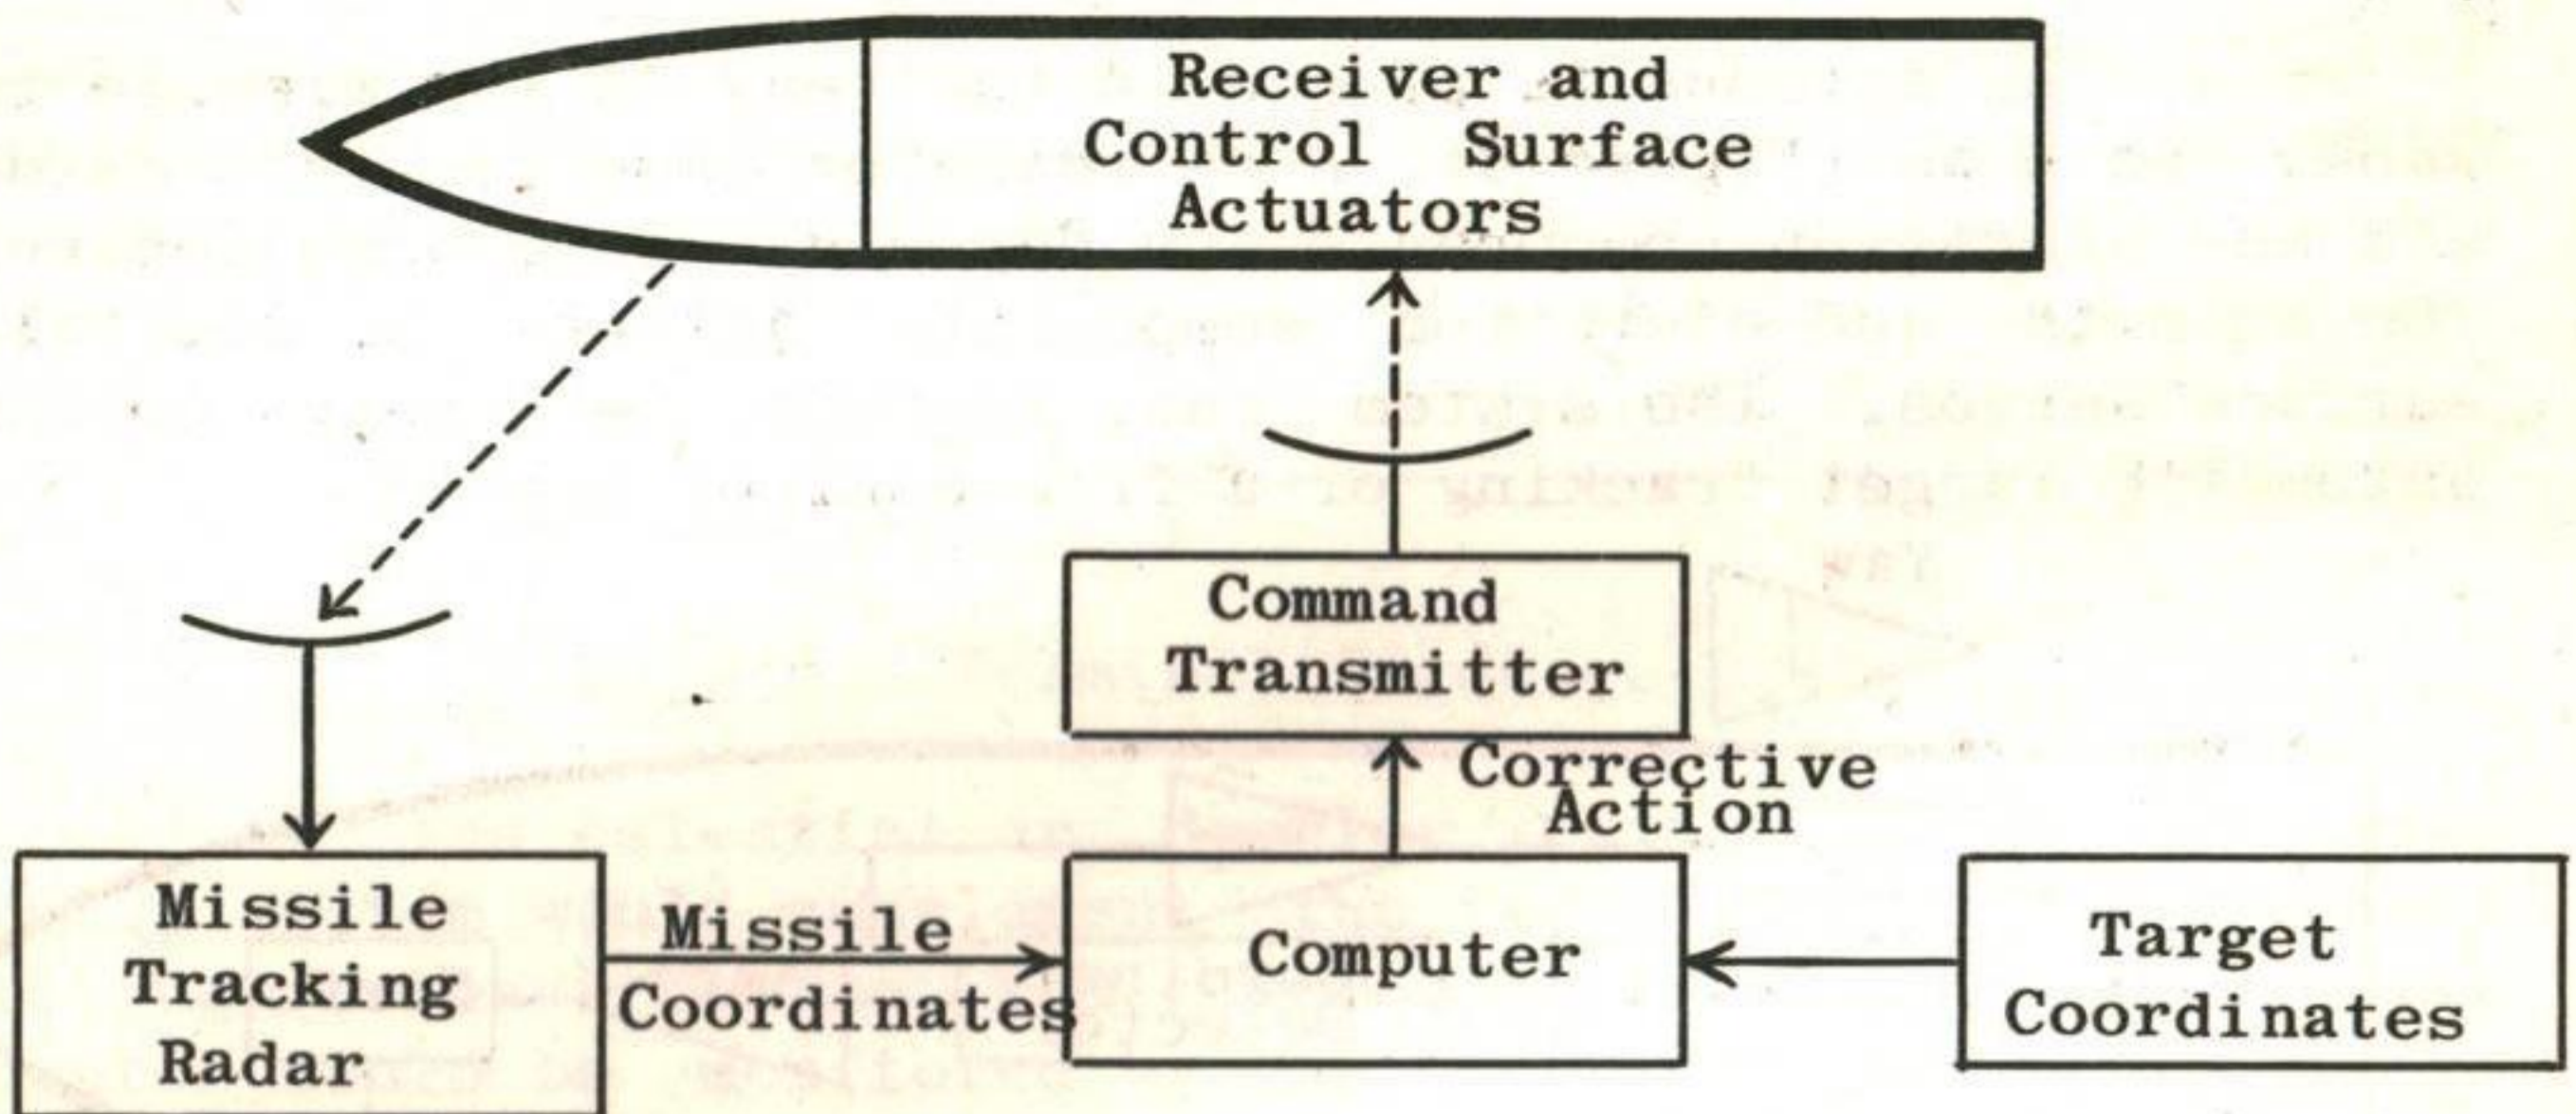 Receiver and
Control Surface
Actuators
Command
Transmitter
Corrective
Action
Missile
Tracking
Radar
Missile
Coordinates
Computer
Target
Coordinates